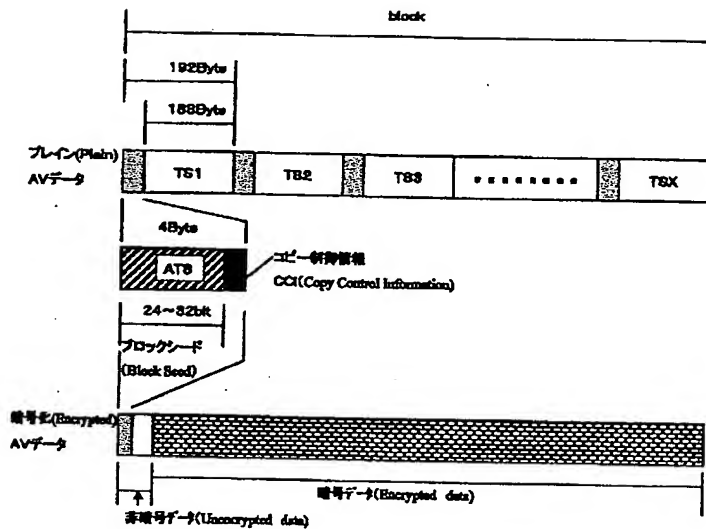 block
192Byte
188Byte
プレイン(Plain)
AVデータ
TS1
TS2
TS3
TSX
4Byte
ATS
コピー制御情報
CCI(Copy Control Information)
24～32bit
ブロックシード
(Block Seed)
暗号化(Encrypted)
AVデータ
暗号データ(Encrypted data)
非暗号データ(Unencrypted data)